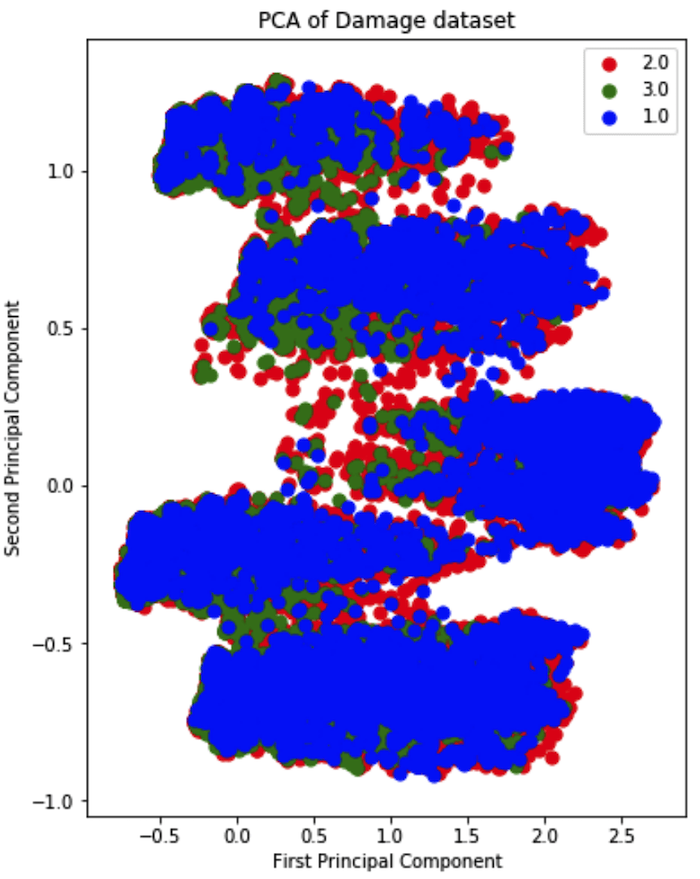 PCA of Damage dataset
2.0
3.0
1.0
1.0
0.5
0.0
−0.5
−1.0
Second Principal Component
−0.5 0.0 0.5 1.0 1.5 2.0 2.5
First Principal Component